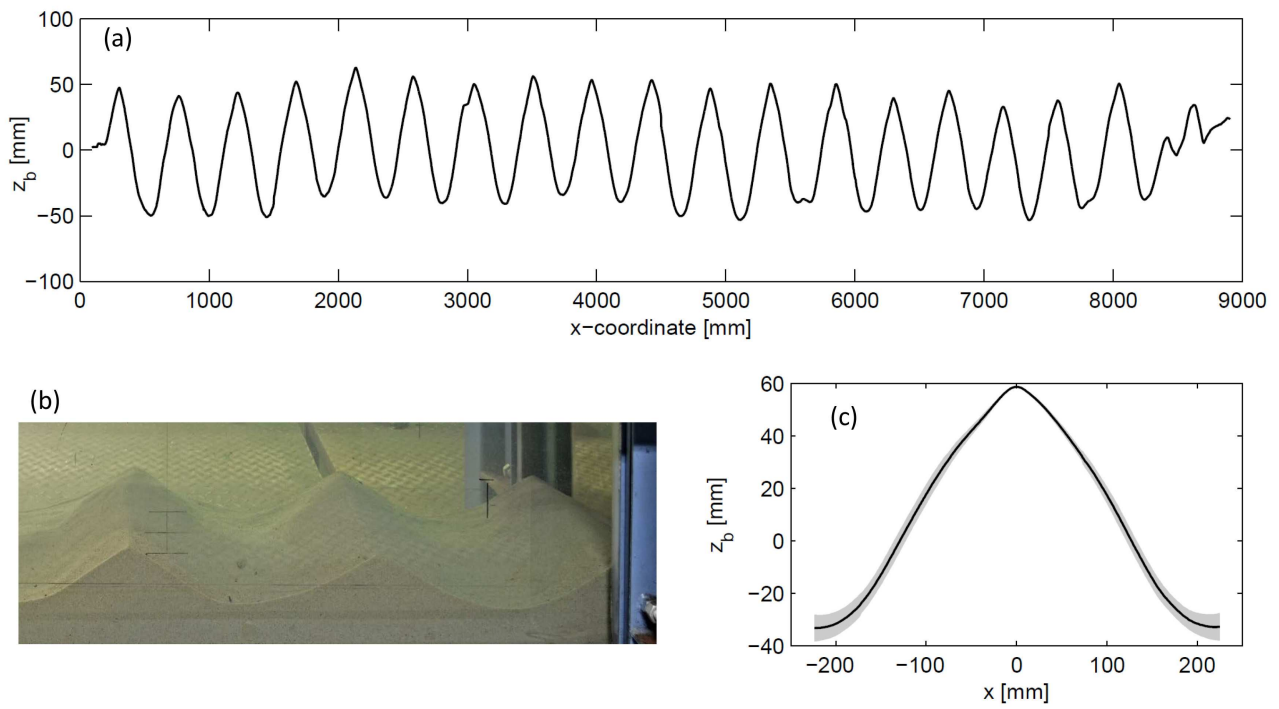 (a)
z_b [mm]
100
50
0
−50
−100
0 1000 2000 3000 4000 5000 6000 7000 8000 9000
x−coordinate [mm]
(b)
(c)
z_b [mm]
60
40
20
0
−20
−40
−200 −100 0 100 200
x [mm]